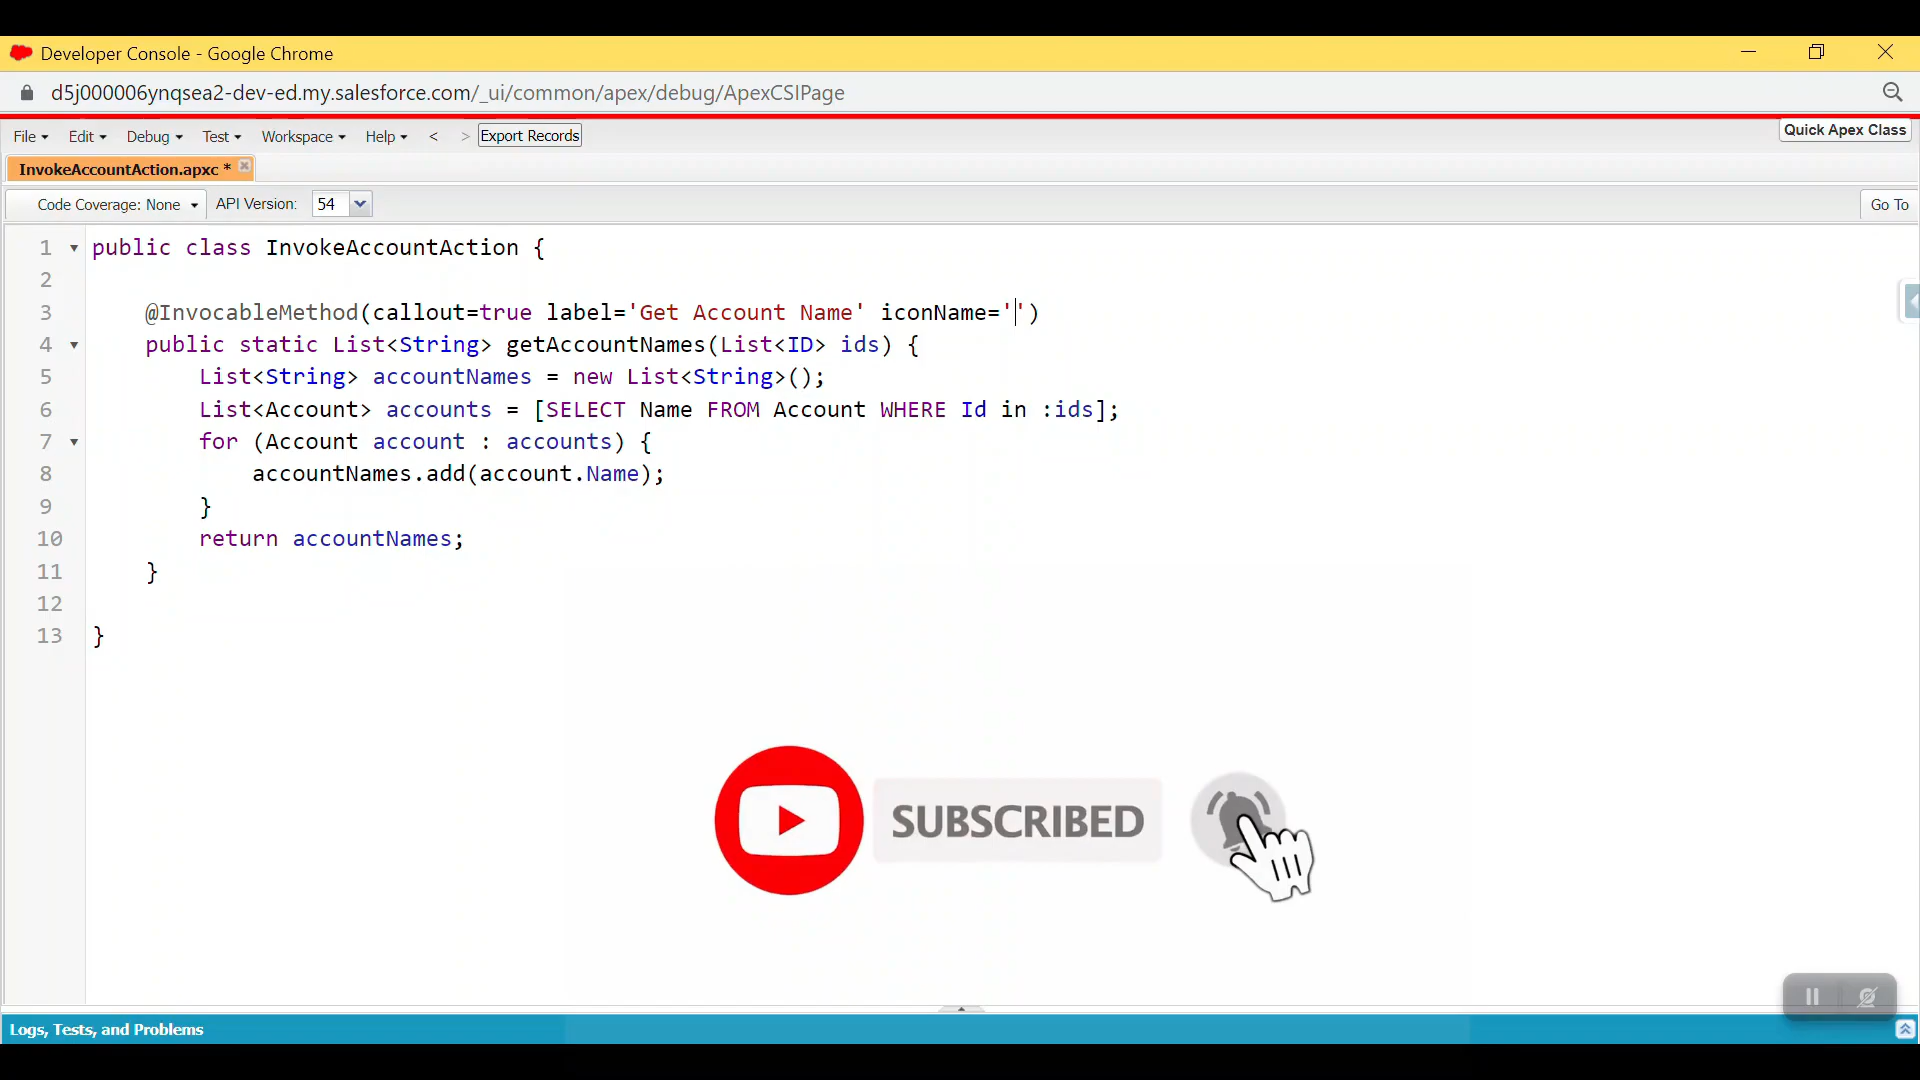 Developer Console - Google Chrome
d5j000006ynqsea2-dev-ed.my.salesforce.com/_ui/common/apex/debug/ApexCSIPage
File Edit Debug Test Workspace Help < > Export Records
Quick Apex Class
InvokeAccountAction.apxc *
Code Coverage: None API Version: 54 Go To
1 public class InvokeAccountAction {
2
3 @InvocableMethod(callout=true label='Get Account Name' iconName='')
4 public static List<String> getAccountNames(List<ID> ids) {
5 List<String> accountNames = new List<String>();
6 List<Account> accounts = [SELECT Name FROM Account WHERE Id in :ids];
7 for (Account account : accounts) {
8 accountNames.add(account.Name);
9 }
10 return accountNames;
11 }
12
13 }
SUBSCRIBED
Logs, Tests, and Problems